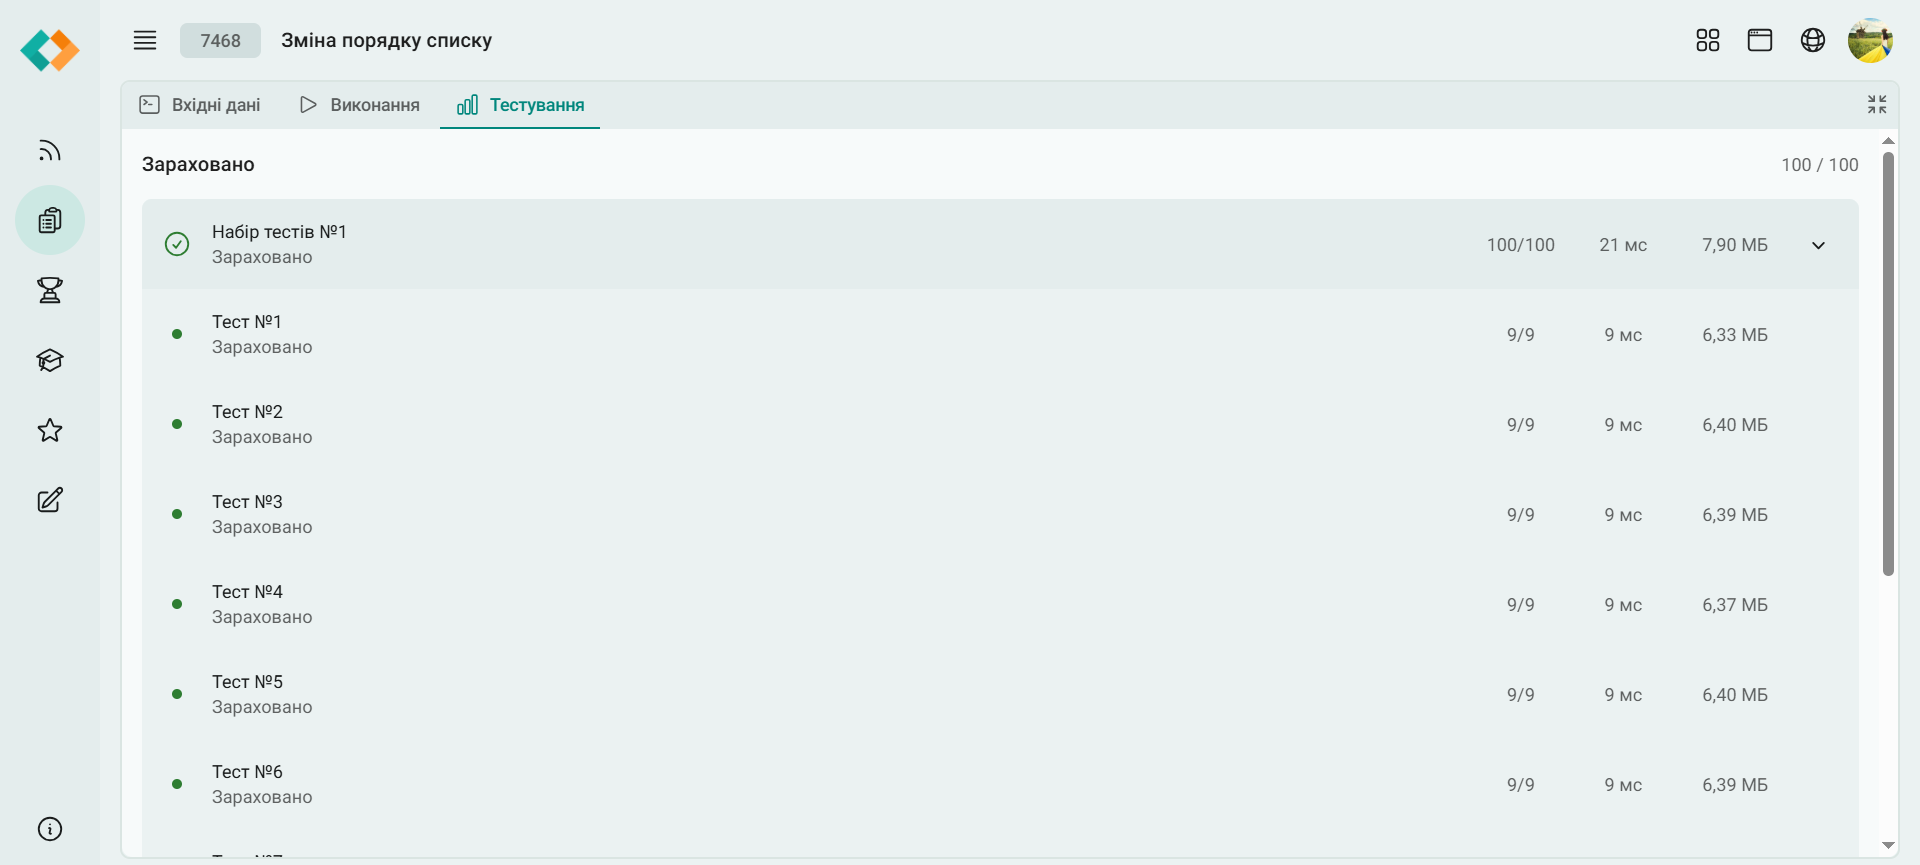 7468
Зміна порядку списку
Вхідні дані
Виконання
Тестування
Зараховано
100 / 100
Набір тестів №1
Зараховано
100/100
21 мс
7,90 МБ
Тест №1
Зараховано
9/9
9 мс
6,33 МБ
Тест №2
Зараховано
9/9
9 мс
6,40 МБ
Тест №3
Зараховано
9/9
9 мс
6,39 МБ
Тест №4
Зараховано
9/9
9 мс
6,37 МБ
Тест №5
Зараховано
9/9
9 мс
6,40 МБ
Тест №6
Зараховано
9/9
9 мс
6,39 МБ